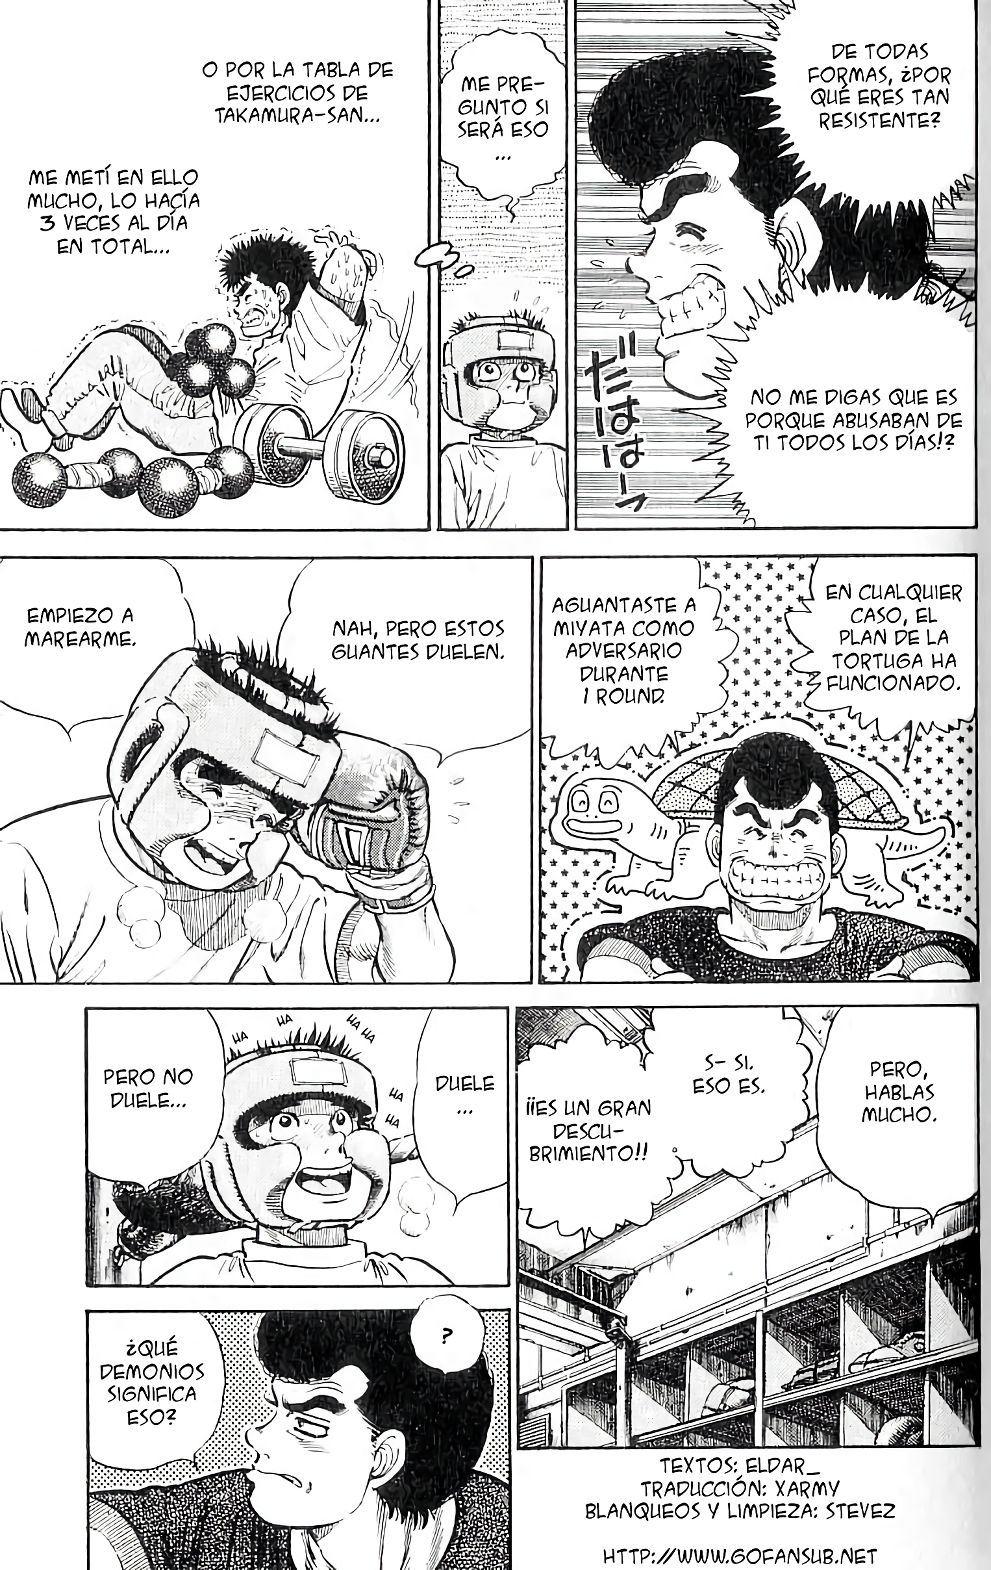 DE TODAS
FORMAS, ¿POR
QUÉ ERES TAN
RESISTENTE?
NO ME DIGAS QUE ES
PORQUE ABUSABAN DE
TI TODOS LOS DÍAS!?
だはは
はーっ
ME PRE-
GUNTO SI
SERÁ ESO
...
O POR LA TABLA DE
EJERCICIOS DE
TAKAMURA-SAN...
ME METÍ EN ELLO
MUCHO, LO HACÍA
3 VECES AL DÍA
EN TOTAL...
EN CUALQUIER
CASO, EL
PLAN DE LA
TORTUGA HA
FUNCIONADO.
AGUANTASTE A
MIYATA COMO
ADVERSARIO
DURANTE
1 ROUND.
NAH, PERO ESTOS
GUANTES DUELEN.
EMPIEZO A
MAREARME.
PERO,
HABLAS
MUCHO.
S- SI.
ESO ES.
¡¡ES UN GRAN
DESCU-
BRIMIENTO!!
DUELE
...
HA
HA
HA HA
HA
HA
HA
PERO NO
DUELE...
?
¿QUÉ
DEMONIOS
SIGNIFICA
ESO?
TEXTOS: ELDAR_
TRADUCCIÓN: XARMY
BLANQUEOS Y LIMPIEZA: STEVEZ
HTTP://WWW.GOFANSUB.NET